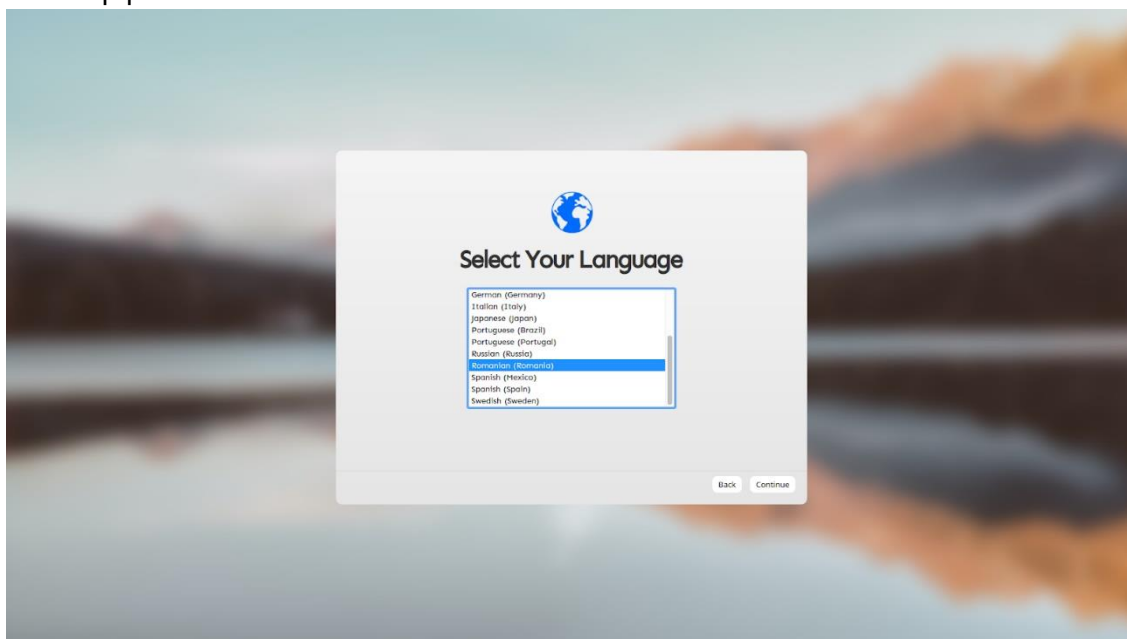 Select Your Language
German (Germany)
Italian (Italy)
Japanese (Japan)
Portuguese (Brazil)
Portuguese (Portugal)
Russian (Russia)
Romanian (Romania)
Spanish (Mexico)
Spanish (Spain)
Swedish (Sweden)
Back Continue